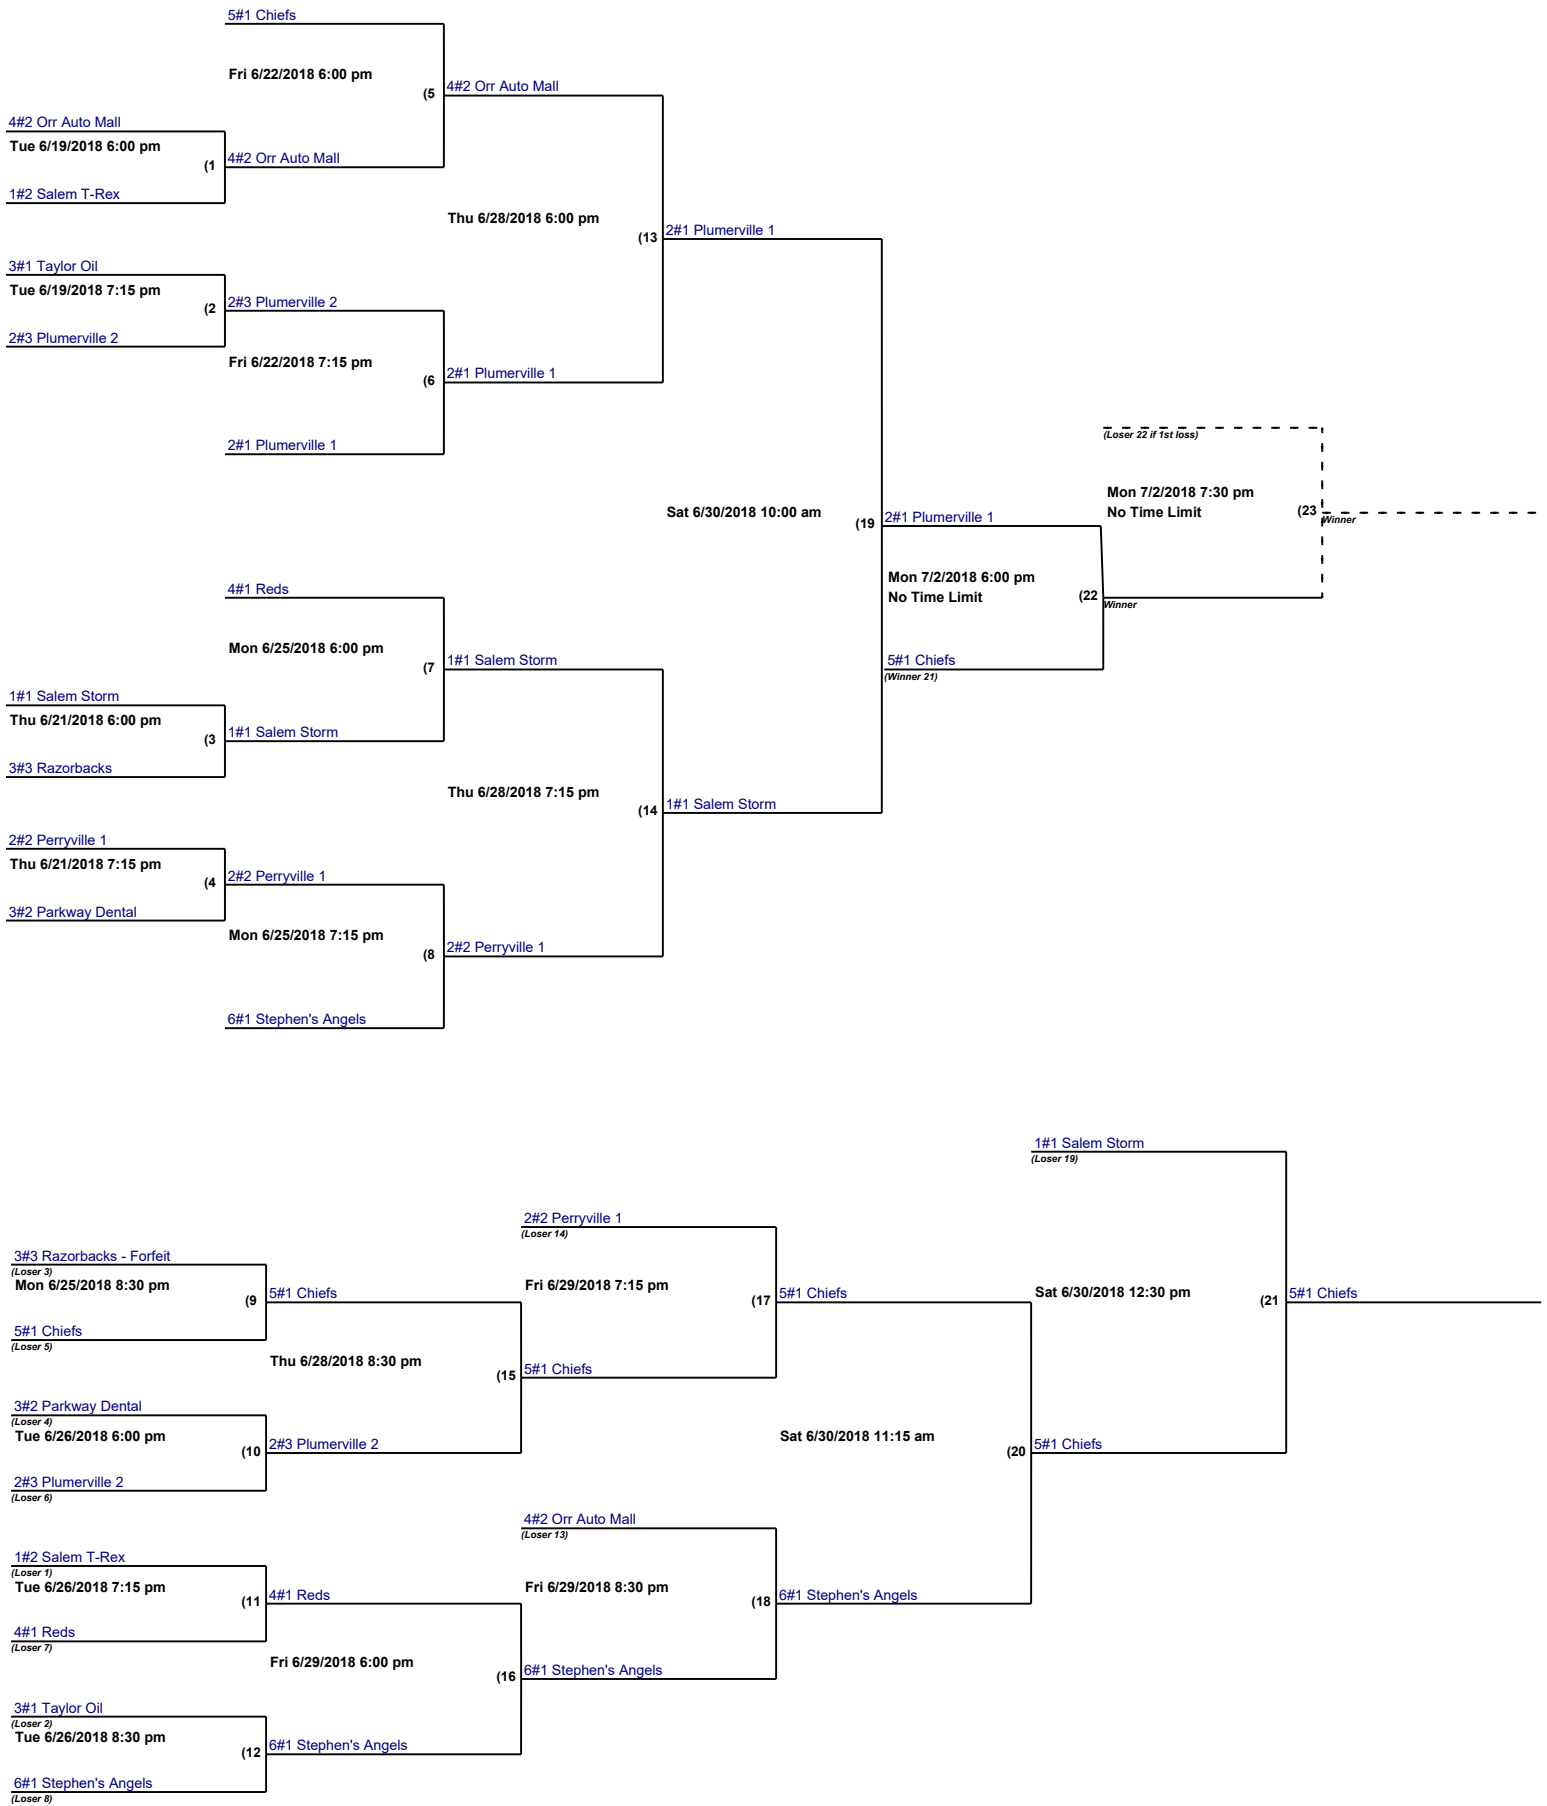 5#1 Chiefs
Fri 6/22/2018 6:00 pm
(5
4#2 Orr Auto Mall
4#2 Orr Auto Mall
Tue 6/19/2018 6:00 pm
(1
4#2 Orr Auto Mall
1#2 Salem T-Rex
Thu 6/28/2018 6:00 pm
(13
2#1 Plumerville 1
3#1 Taylor Oil
Tue 6/19/2018 7:15 pm
(2
2#3 Plumerville 2
2#3 Plumerville 2
Fri 6/22/2018 7:15 pm
(6
2#1 Plumerville 1
2#1 Plumerville 1
(Loser 22 if 1st loss)
Mon 7/2/2018 7:30 pm
No Time Limit
(23
Winner
Sat 6/30/2018 10:00 am
(19
2#1 Plumerville 1
Mon 7/2/2018 6:00 pm
No Time Limit
(22
Winner
4#1 Reds
Mon 6/25/2018 6:00 pm
(7
1#1 Salem Storm
5#1 Chiefs
(Winner 21)
1#1 Salem Storm
Thu 6/21/2018 6:00 pm
(3
1#1 Salem Storm
3#3 Razorbacks
Thu 6/28/2018 7:15 pm
(14
1#1 Salem Storm
2#2 Perryville 1
Thu 6/21/2018 7:15 pm
(4
2#2 Perryville 1
3#2 Parkway Dental
Mon 6/25/2018 7:15 pm
(8
2#2 Perryville 1
6#1 Stephen's Angels
1#1 Salem Storm
(Loser 19)
2#2 Perryville 1
(Loser 14)
3#3 Razorbacks - Forfeit
(Loser 3)
Mon 6/25/2018 8:30 pm
(9
5#1 Chiefs
Fri 6/29/2018 7:15 pm
(17
5#1 Chiefs
Sat 6/30/2018 12:30 pm
(21
5#1 Chiefs
5#1 Chiefs
(Loser 5)
Thu 6/28/2018 8:30 pm
(15
5#1 Chiefs
3#2 Parkway Dental
(Loser 4)
Tue 6/26/2018 6:00 pm
(10
2#3 Plumerville 2
Sat 6/30/2018 11:15 am
(20
5#1 Chiefs
2#3 Plumerville 2
(Loser 6)
4#2 Orr Auto Mall
(Loser 13)
1#2 Salem T-Rex
(Loser 1)
Tue 6/26/2018 7:15 pm
(11
4#1 Reds
Fri 6/29/2018 8:30 pm
(18
6#1 Stephen's Angels
4#1 Reds
(Loser 7)
Fri 6/29/2018 6:00 pm
(16
6#1 Stephen's Angels
3#1 Taylor Oil
(Loser 2)
Tue 6/26/2018 8:30 pm
(12
6#1 Stephen's Angels
6#1 Stephen's Angels
(Loser 8)